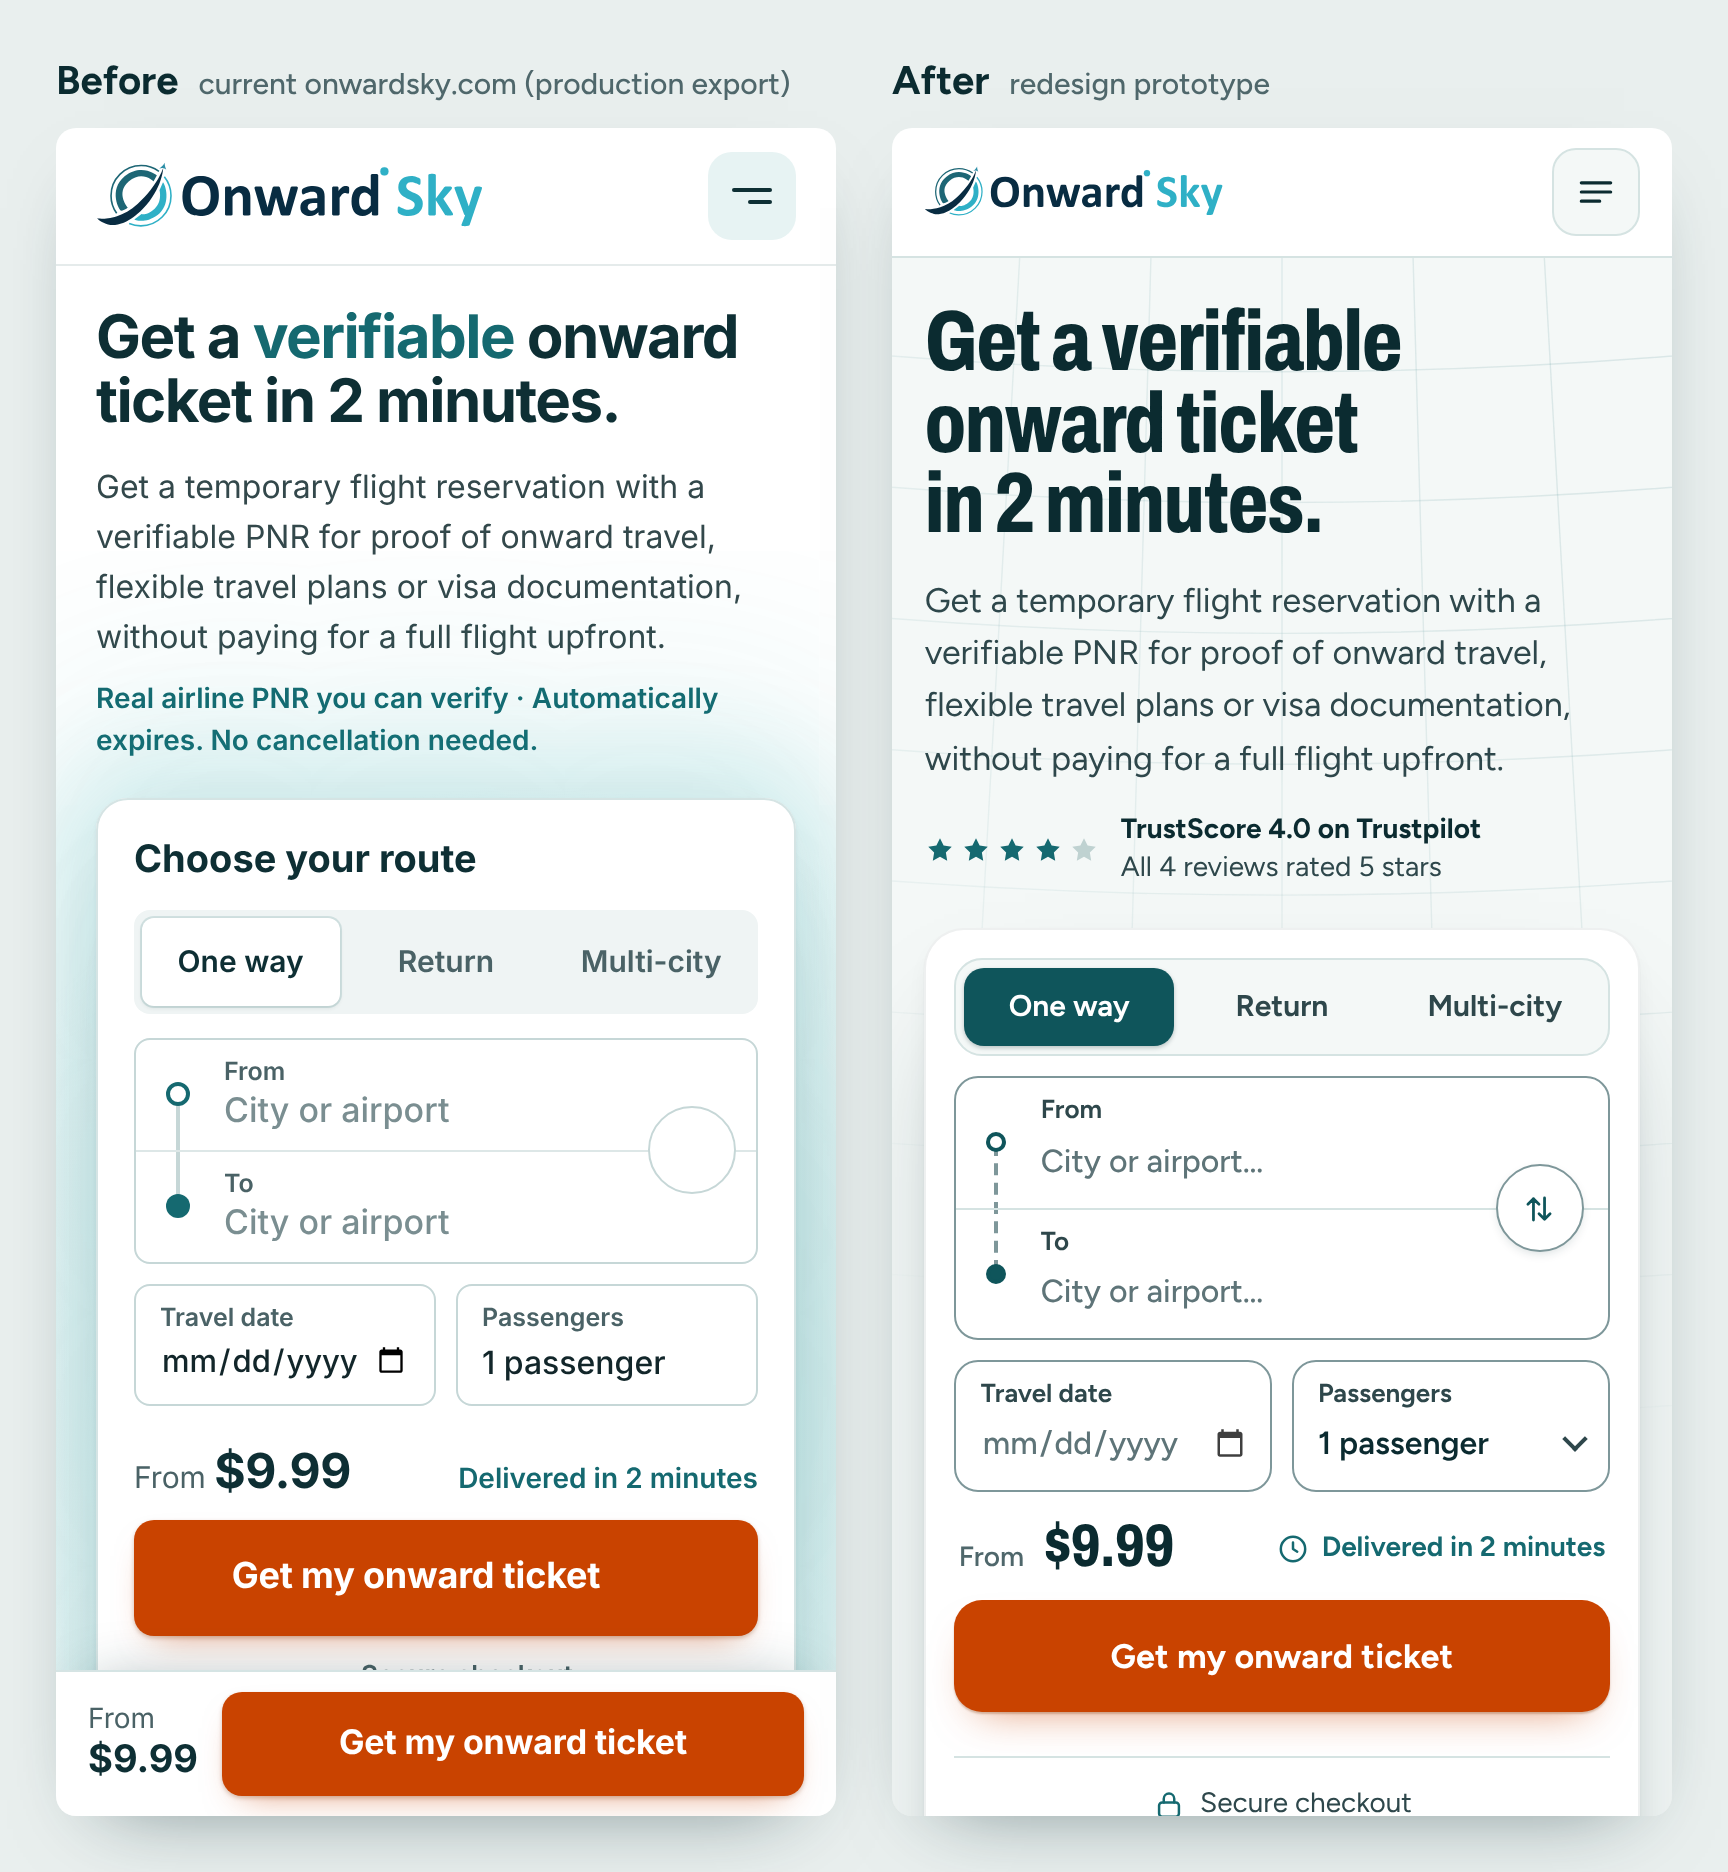 Before current onwardsky.com (production export)
Onward Sky
Get a verifiable onward
ticket in 2 minutes.
Get a temporary flight reservation with a
verifiable PNR for proof of onward travel,
flexible travel plans or visa documentation,
without paying for a full flight upfront.
Real airline PNR you can verify · Automatically
expires. No cancellation needed.
Choose your route
One way Return Multi-city
From
City or airport
To
City or airport
Travel date Passengers
mm/dd/yyyy 1 passenger
From $9.99 Delivered in 2 minutes
Get my onward ticket
Secure checkout
From
$9.99
Get my onward ticket
After redesign prototype
Onward Sky
Get a verifiable
onward ticket
in 2 minutes.
Get a temporary flight reservation with a
verifiable PNR for proof of onward travel,
flexible travel plans or visa documentation,
without paying for a full flight upfront.
TrustScore 4.0 on Trustpilot
All 4 reviews rated 5 stars
One way Return Multi-city
From
City or airport...
To
City or airport...
Travel date Passengers
mm/dd/yyyy 1 passenger
From $9.99 Delivered in 2 minutes
Get my onward ticket
Secure checkout